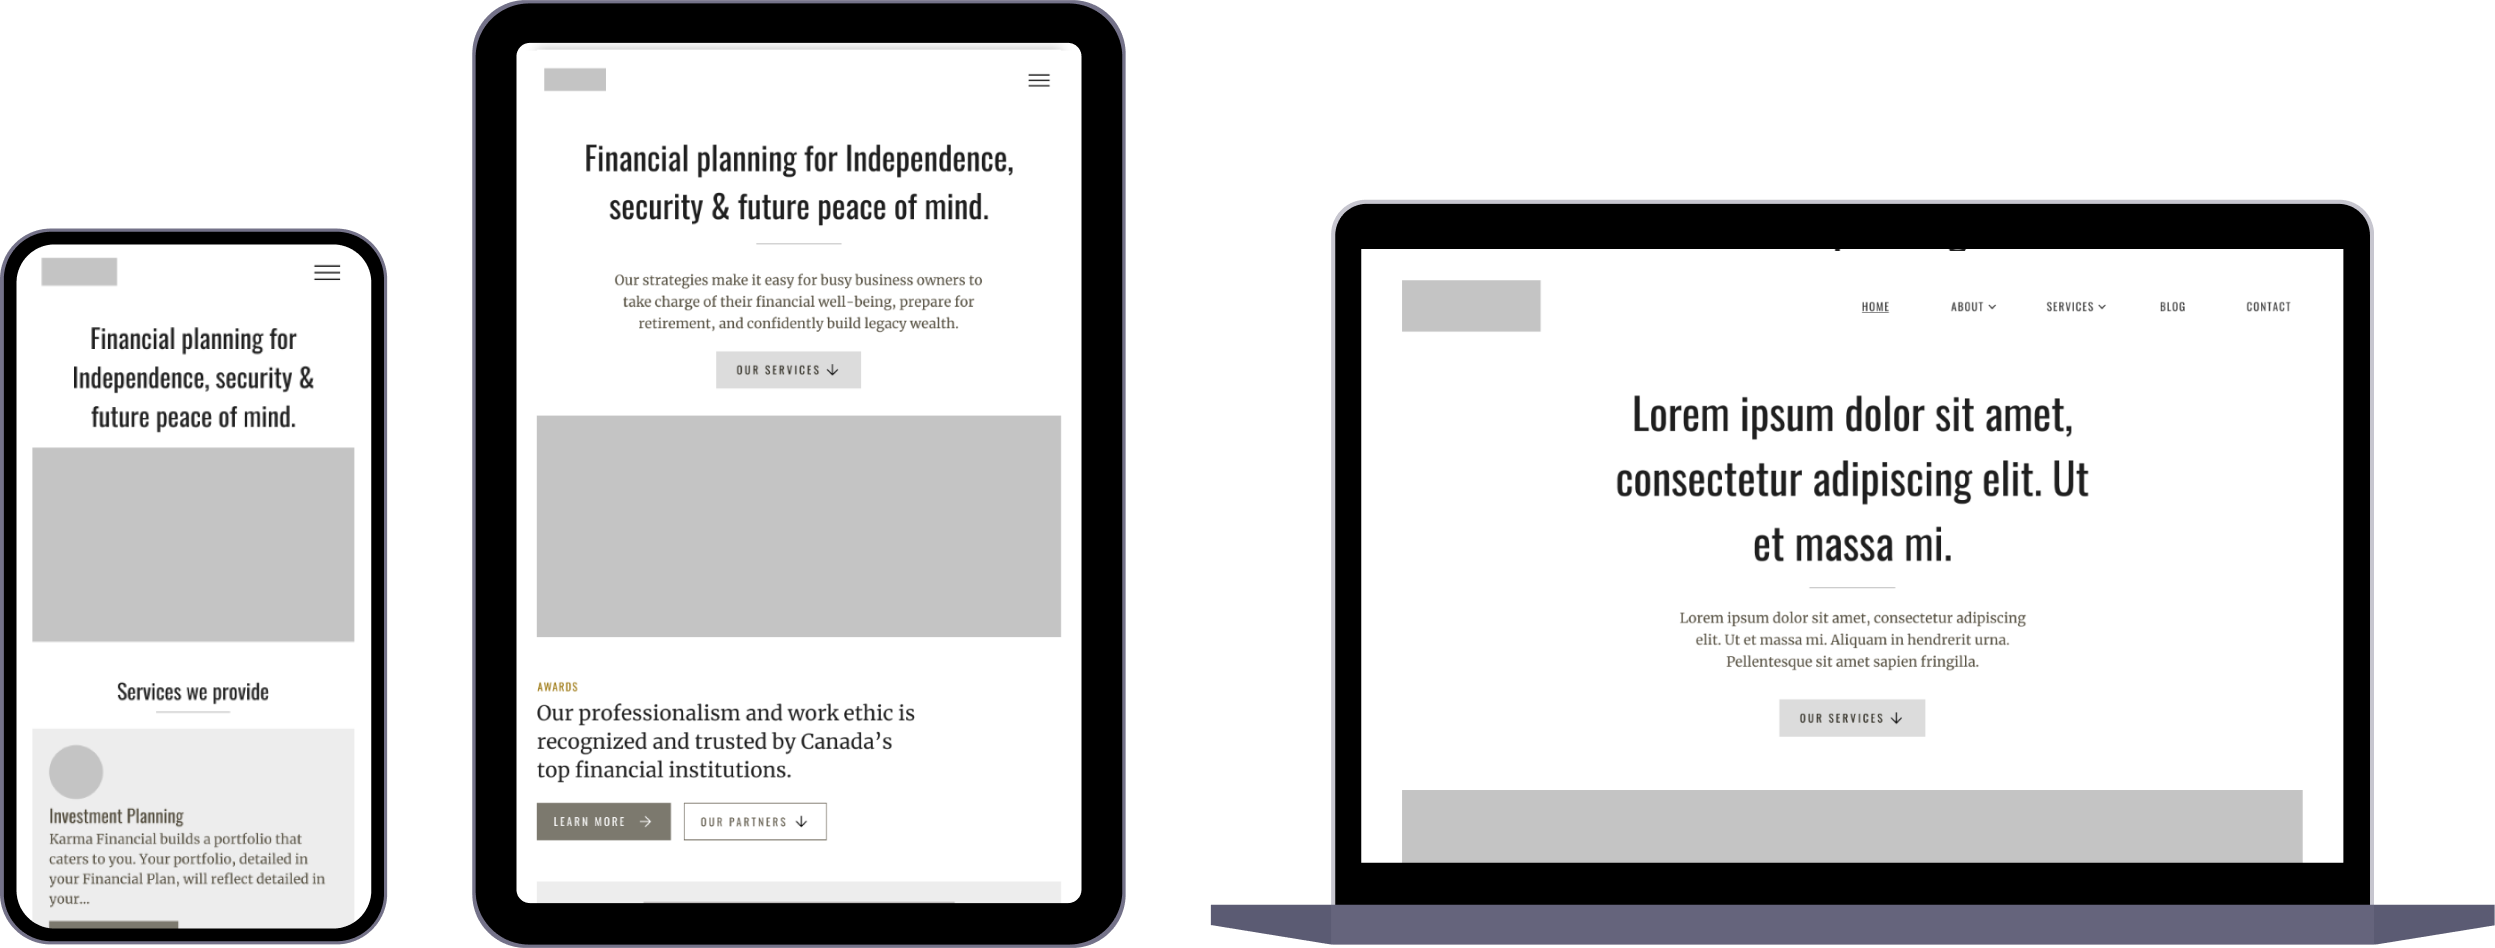 Financial planning for
Independence, security &
future peace of mind.
Services we provide
Investment Planning
Karma Financial builds a portfolio that
caters to you. Your portfolio, detailed in
your Financial Plan, will reflect detailed in
your...
Financial planning for Independence,
security & future peace of mind.
Our strategies make it easy for busy business owners to
take charge of their financial well-being, prepare for
retirement, and confidently build legacy wealth.
OUR SERVICES
AWARDS
Our professionalism and work ethic is
recognized and trusted by Canada’s
top financial institutions.
LEARN MORE OUR PARTNERS
HOME ABOUT SERVICES BLOG CONTACT
Lorem ipsum dolor sit amet,
consectetur adipiscing elit. Ut
et massa mi.
Lorem ipsum dolor sit amet, consectetur adipiscing
elit. Ut et massa mi. Aliquam in hendrerit urna.
Pellentesque sit amet sapien fringilla.
OUR SERVICES